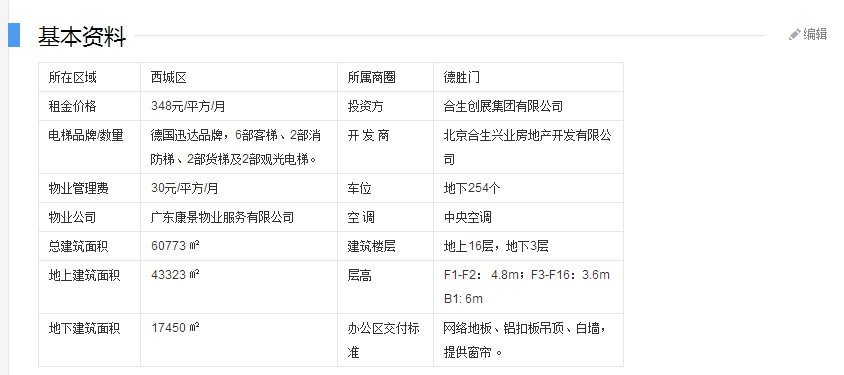 基本资料
编辑
所在区域 西城区 所属商圈 德胜门
租金价格 348元/平方/月 投资方 合生创展集团有限公司
电梯品牌/数量 德国迅达品牌，6部客梯、2部消 开 发 商 北京合生兴业房地产开发有限公
防梯、2部货梯及2部观光电梯。 司
物业管理费 30元/平方/月 车位 地下254个
物业公司 广东康景物业服务有限公司 空 调 中央空调
总建筑面积 60773 ㎡ 建筑楼层 地上16层，地下3层
地上建筑面积 43323 ㎡ 层高 F1-F2： 4.8m；F3-F16：3.6m
B1: 6m
地下建筑面积 17450 ㎡ 办公区交付标 网络地板、铝扣板吊顶、白墙，
准 提供窗帘 。